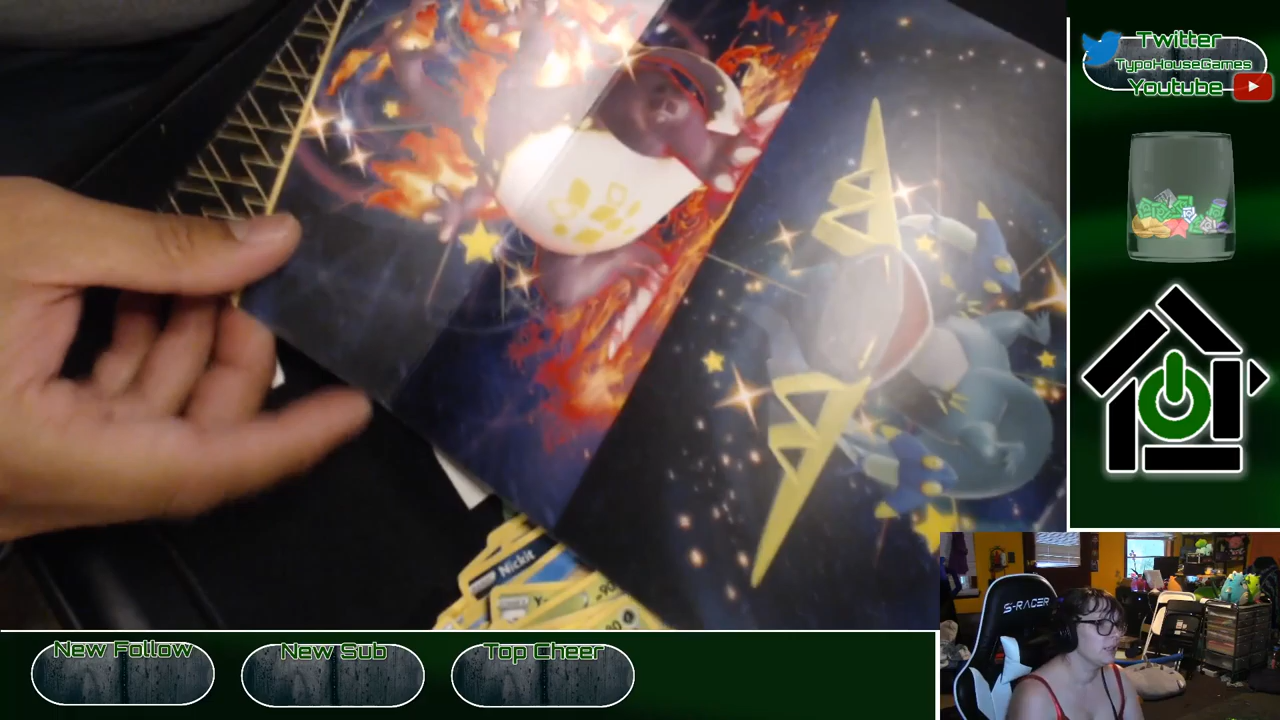 Twitter
TypoHouseGames
Youtube
Nickit
S-RACER
New Follow
New Sub
Top Cheer